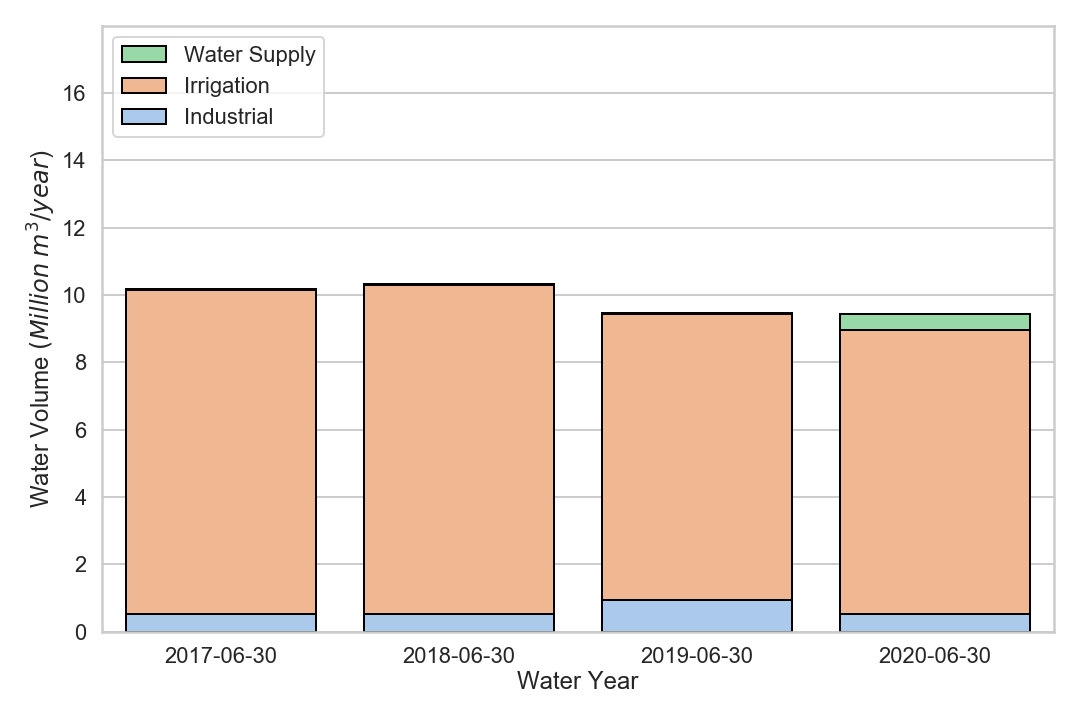 Water Supply
Irrigation
Industrial
16
14
12
10
8
6
4
2
0
Water Volume (Million m³/year)
2017-06-30 2018-06-30 2019-06-30 2020-06-30
Water Year